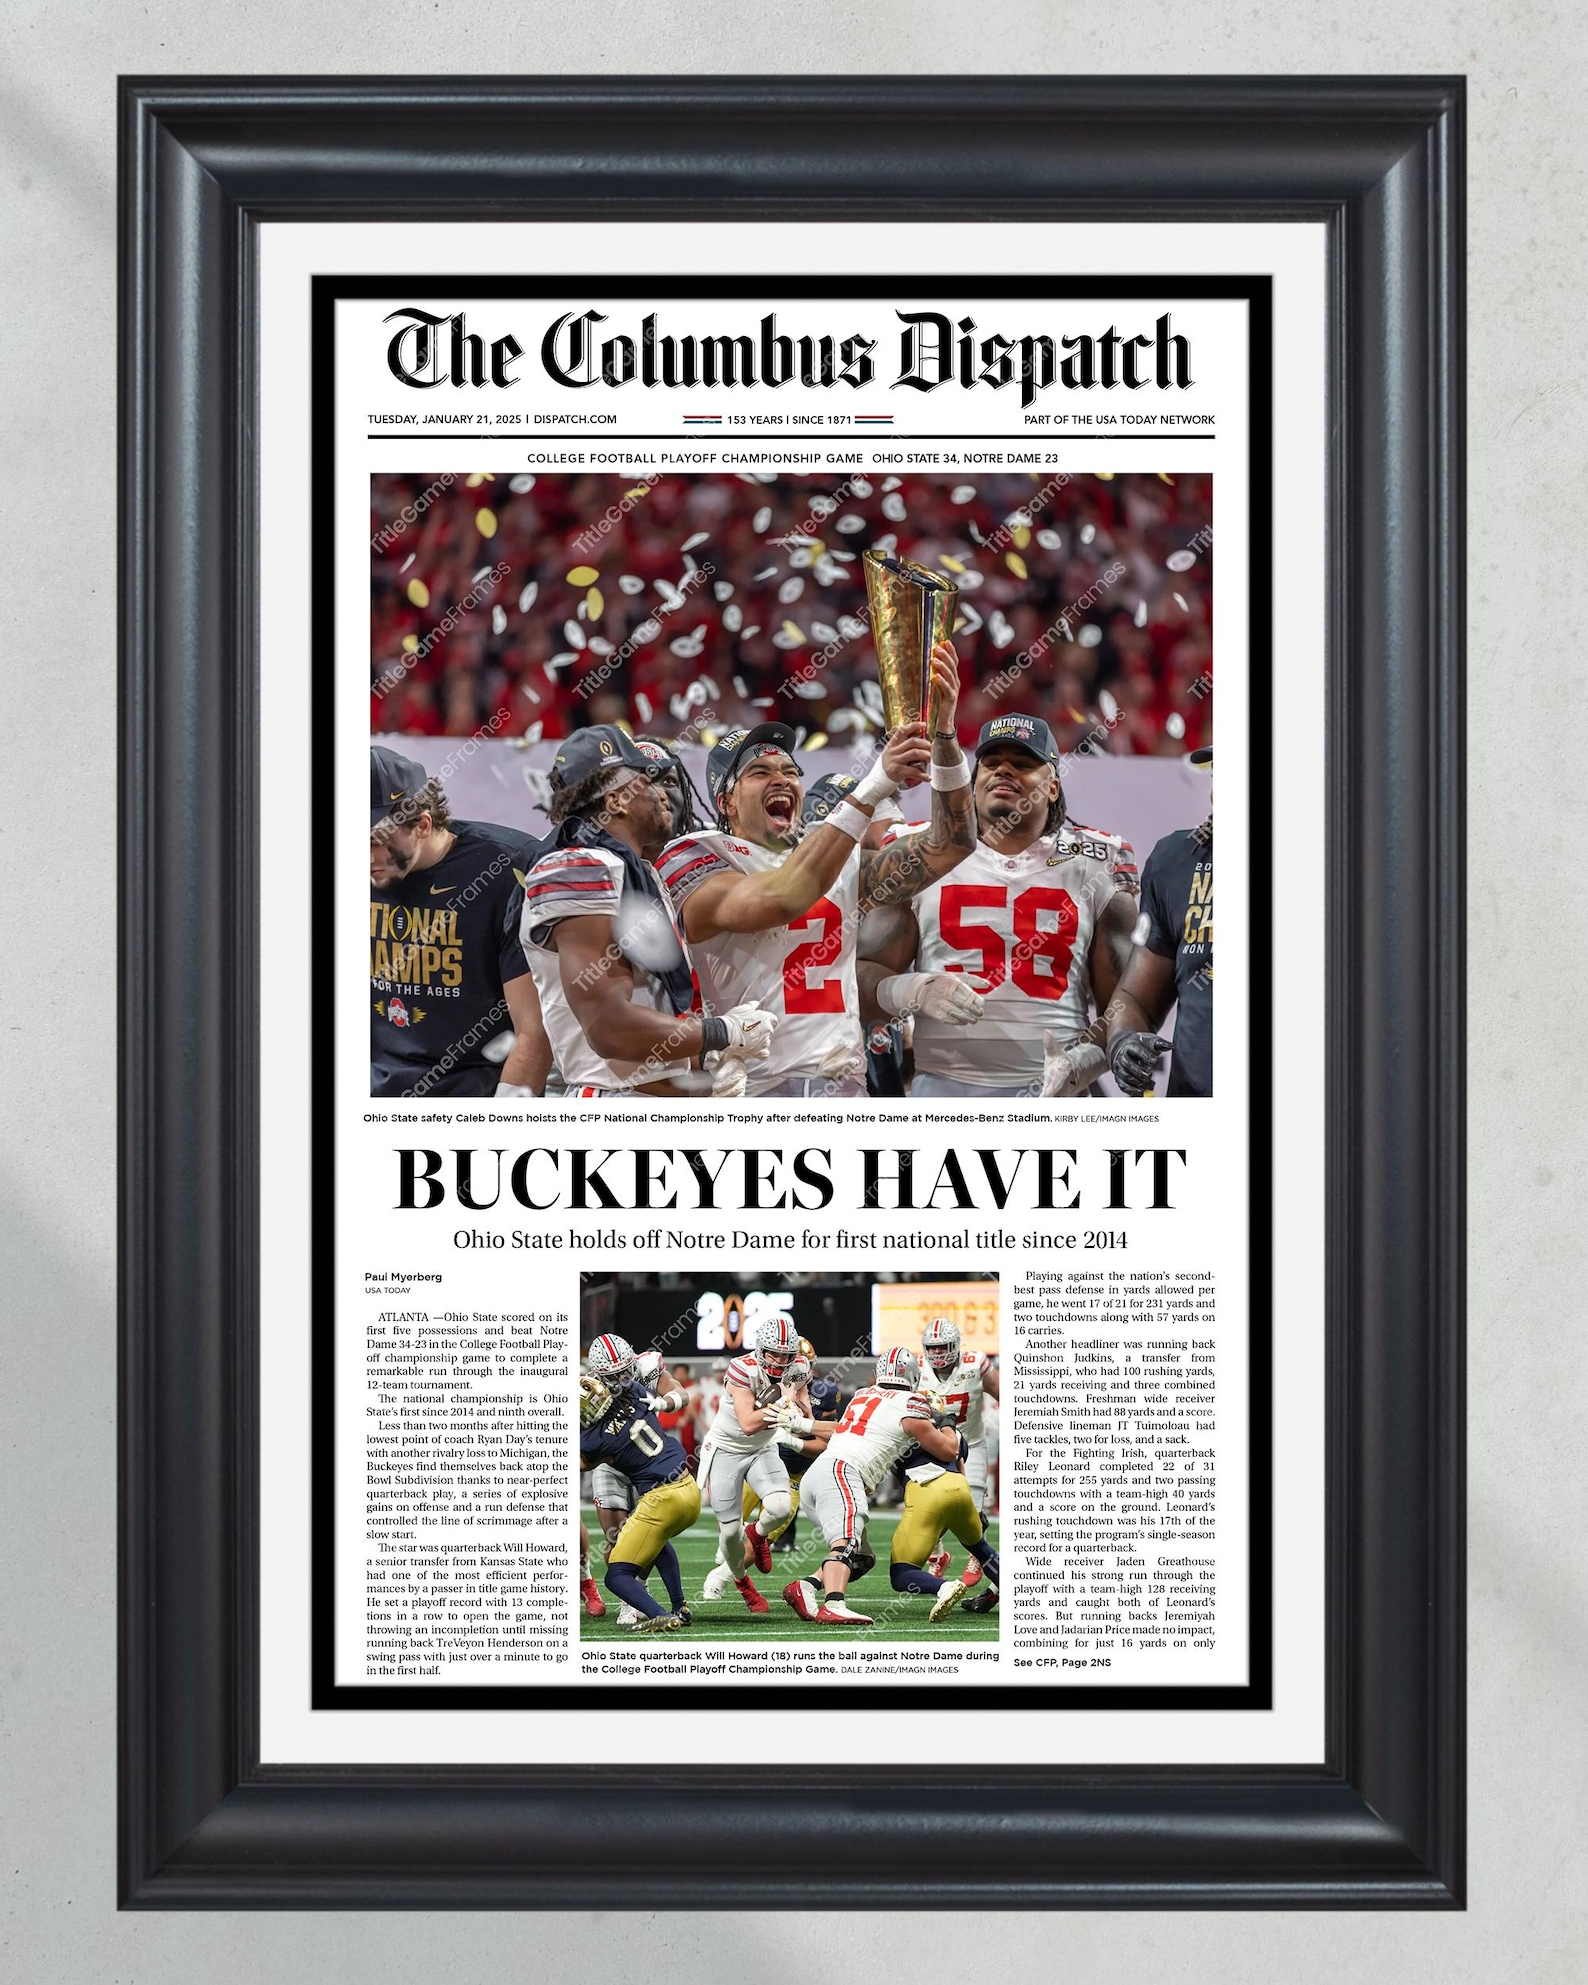 The Columbus Dispatch
TUESDAY, JANUARY 21, 2025 | DISPATCH.COM
153 YEARS | SINCE 1871
PART OF THE USA TODAY NETWORK
COLLEGE FOOTBALL PLAYOFF CHAMPIONSHIP GAME OHIO STATE 34, NOTRE DAME 23
TitleGameFrames
NATIONAL
CHAMPS
2025
B1G
2
58
TIONAL
AMPS
FOR THE AGES
20
NA
CH
WON
Ohio State safety Caleb Downs hoists the CFP National Championship Trophy after defeating Notre Dame at Mercedes-Benz Stadium. KIRBY LEE/IMAGN IMAGES
BUCKEYES HAVE IT
Ohio State holds off Notre Dame for first national title since 2014
Paul Myerberg
USA TODAY
ATLANTA —Ohio State scored on its
first five possessions and beat Notre
Dame 34-23 in the College Football Play-
off championship game to complete a
remarkable run through the inaugural
12-team tournament.
The national championship is Ohio
State's first since 2014 and ninth overall.
Less than two months after hitting the
lowest point of coach Ryan Day's tenure
with another rivalry loss to Michigan, the
Buckeyes find themselves back atop the
Bowl Subdivision thanks to near-perfect
quarterback play, a series of explosive
gains on offense and a run defense that
controlled the line of scrimmage after a
slow start.
The star was quarterback Will Howard,
a senior transfer from Kansas State who
had one of the most efficient perfor-
mances by a passer in title game history.
He set a playoff record with 13 comple-
tions in a row to open the game, not
throwing an incompletion until missing
running back TreVeyon Henderson on a
swing pass with just over a minute to go
in the first half.
2025
WATTS
0
51
Ohio State quarterback Will Howard (18) runs the ball against Notre Dame during
the College Football Playoff Championship Game. DALE ZANINE/IMAGN IMAGES
Playing against the nation's second-
best pass defense in yards allowed per
game, he went 17 of 21 for 231 yards and
two touchdowns along with 57 yards on
16 carries.
Another headliner was running back
Quinshon Judkins, a transfer from
Mississippi, who had 100 rushing yards,
21 yards receiving and three combined
touchdowns. Freshman wide receiver
Jeremiah Smith had 88 yards and a score.
Defensive lineman JT Tuimoloau had
five tackles, two for loss, and a sack.
For the Fighting Irish, quarterback
Riley Leonard completed 22 of 31
attempts for 255 yards and two passing
touchdowns with a team-high 40 yards
and a score on the ground. Leonard's
rushing touchdown was his 17th of the
year, setting the program's single-season
record for a quarterback.
Wide receiver Jaden Greathouse
continued his strong run through the
playoff with a team-high 128 receiving
yards and caught both of Leonard's
scores. But running backs Jeremiyah
Love and Jadarian Price made no impact,
combining for just 16 yards on only
See CFP, Page 2NS